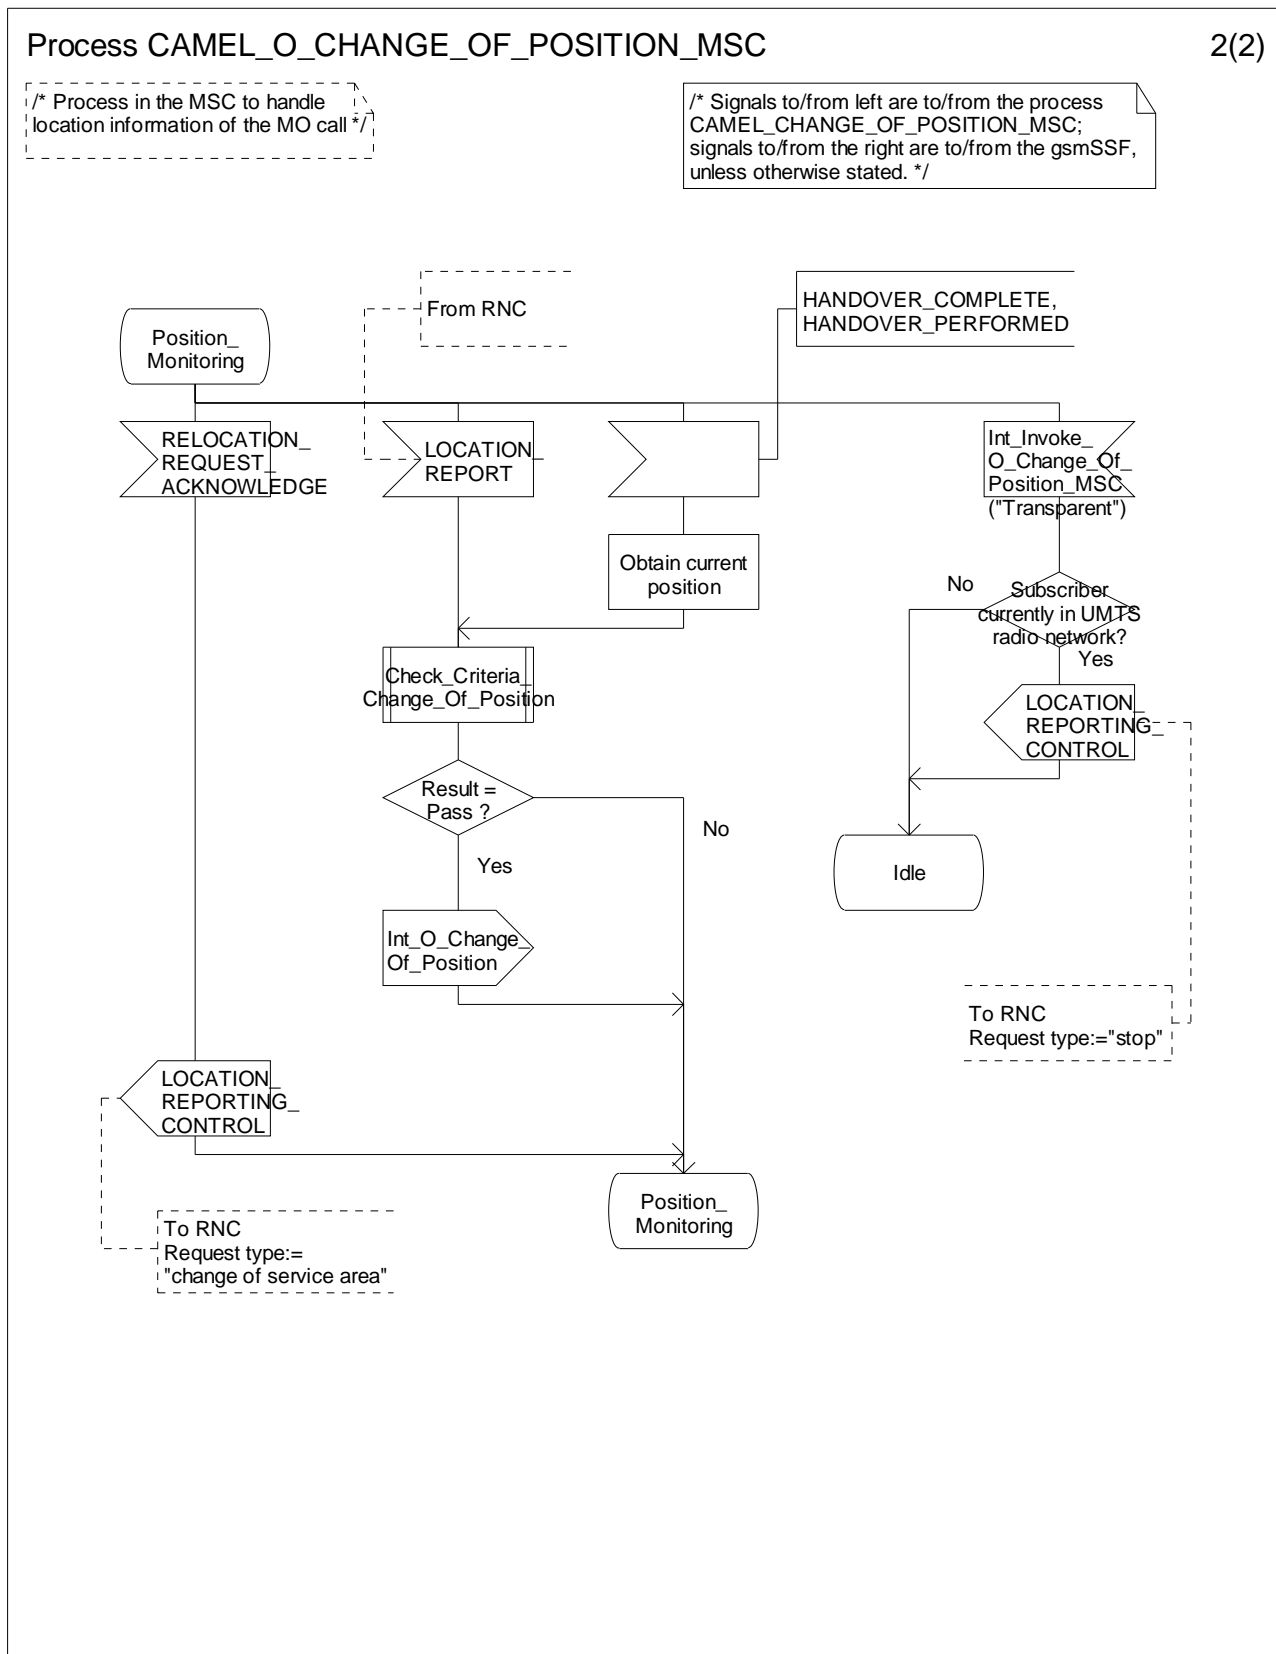 Process CAMEL_O_CHANGE_OF_POSITION_MSC
2(2)
/* Process in the MSC to handle
location information of the MO call */
/* Signals to/from left are to/from the process
CAMEL_CHANGE_OF_POSITION_MSC;
signals to/from the right are to/from the gsmSSF,
unless otherwise stated. */
From RNC
HANDOVER_COMPLETE,
HANDOVER_PERFORMED
Position_
Monitoring
RELOCATION_
REQUEST_
ACKNOWLEDGE
LOCATION_
REPORT
Int_Invoke_
O_Change_Of_
Position_MSC
("Transparent")
Obtain current
position
No
Subscriber
currently in UMTS
radio network?
Yes
Check_Criteria_
Change_Of_Position
LOCATION_
REPORTING_
CONTROL
Result =
Pass ?
No
Yes
Idle
Int_O_Change_
Of_Position
To RNC
Request type:="stop"
LOCATION_
REPORTING_
CONTROL
Position_
Monitoring
To RNC
Request type:=
"change of service area"